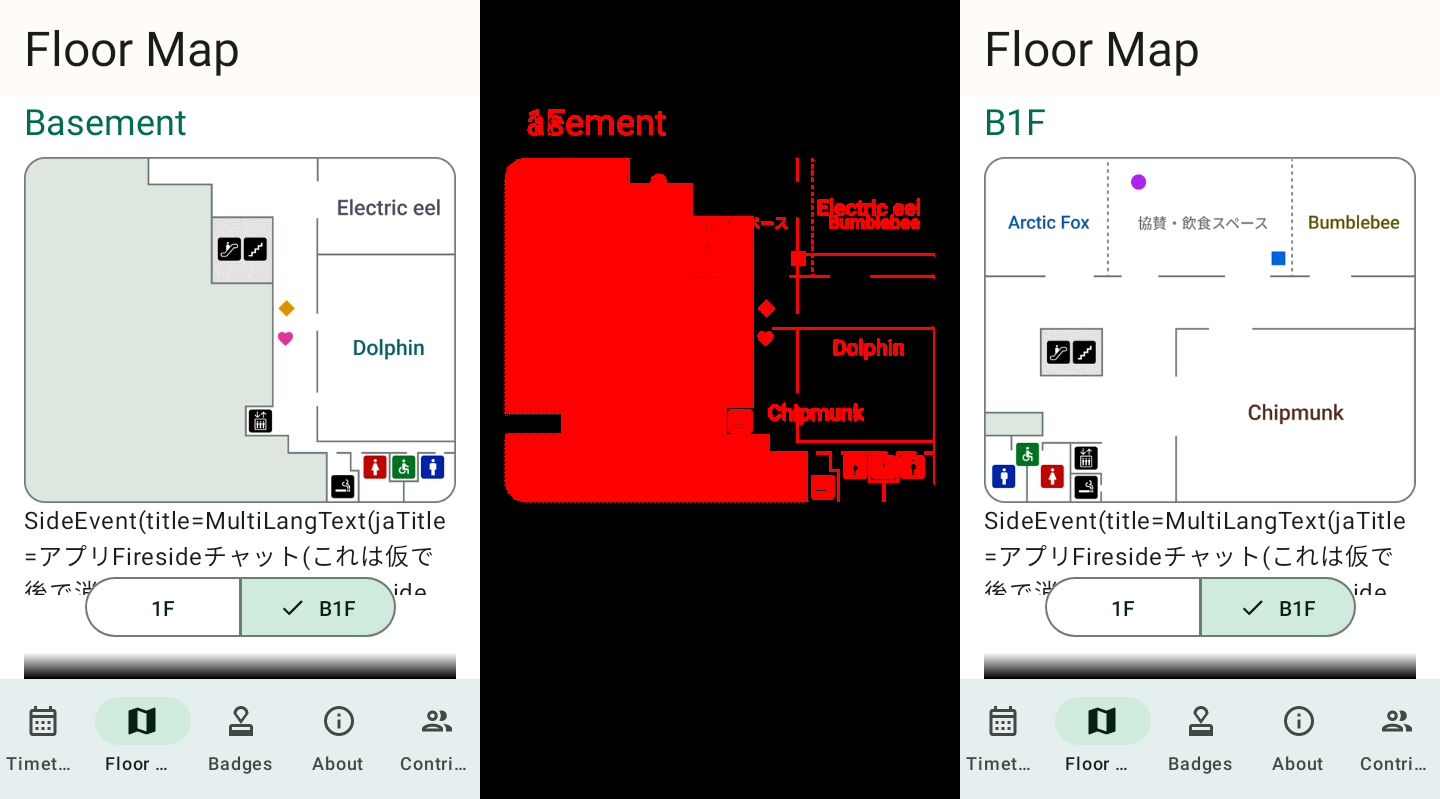 Floor Map
Basement
Electric eel
Dolphin
SideEvent(title=MultiLangText(jaTitle
=アプリFiresideチャット(これは仮で
後で消
ide
1F
B1F
Timet…
Floor …
Badges
About
Contri…
asement
Electric eel
Bumblebee
Dolphin
Chipmunk
Floor Map
B1F
Arctic Fox
協賛・飲食スペース
Bumblebee
Chipmunk
SideEvent(title=MultiLangText(jaTitle
=アプリFiresideチャット(これは仮で
後で消
ide
1F
B1F
Timet…
Floor …
Badges
About
Contri…